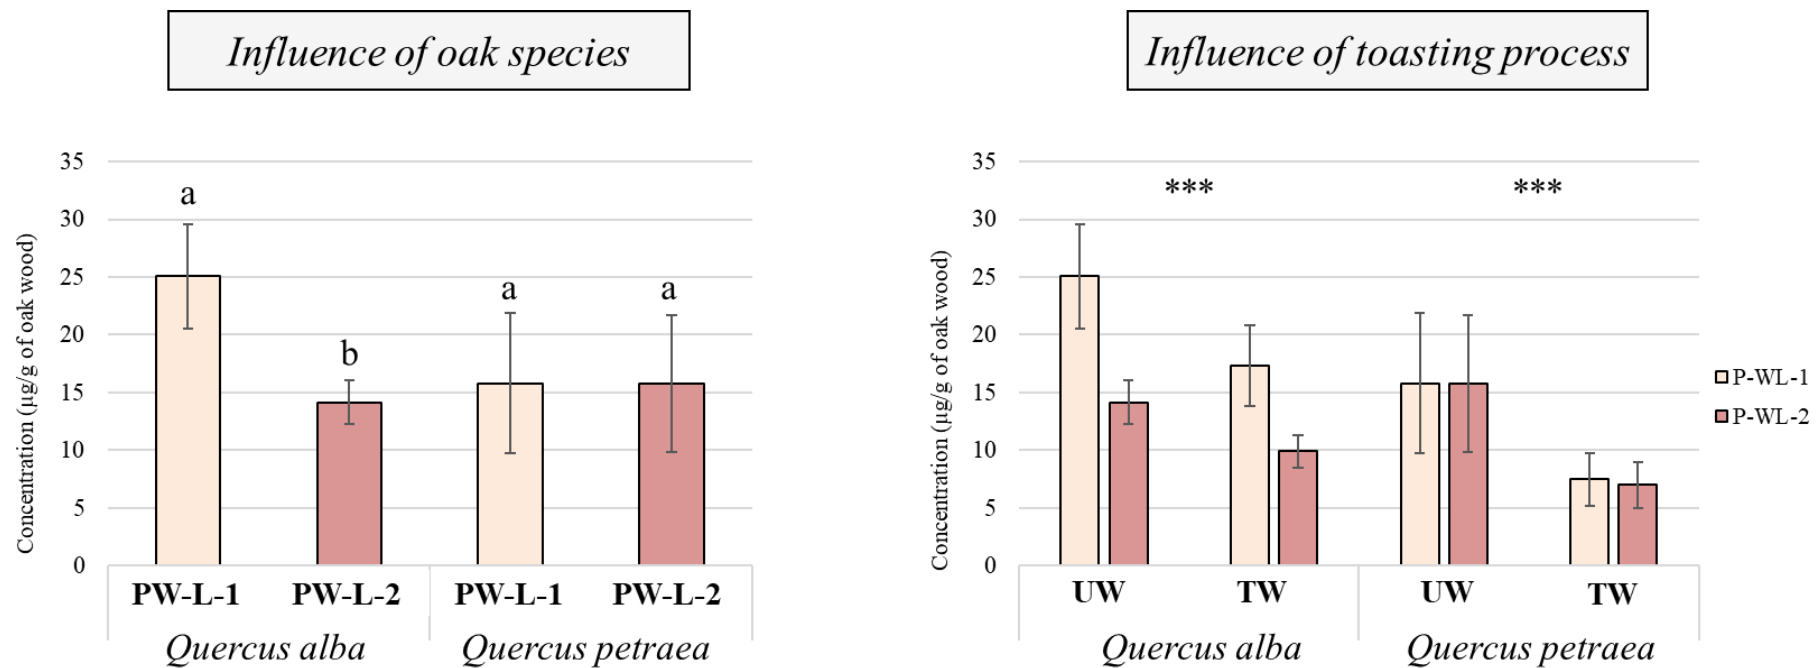 Influence of oak species
Concentration (µg/g of oak wood)
35
30
25
20
15
10
5
0
a
b
a
a
PW-L-1 PW-L-2 PW-L-1 PW-L-2
Quercus alba Quercus petraea
Influence of toasting process
Concentration (µg/g of oak wood)
35
30
25
20
15
10
5
0
*** ***
UW TW UW TW
Quercus alba Quercus petraea
P-WL-1
P-WL-2